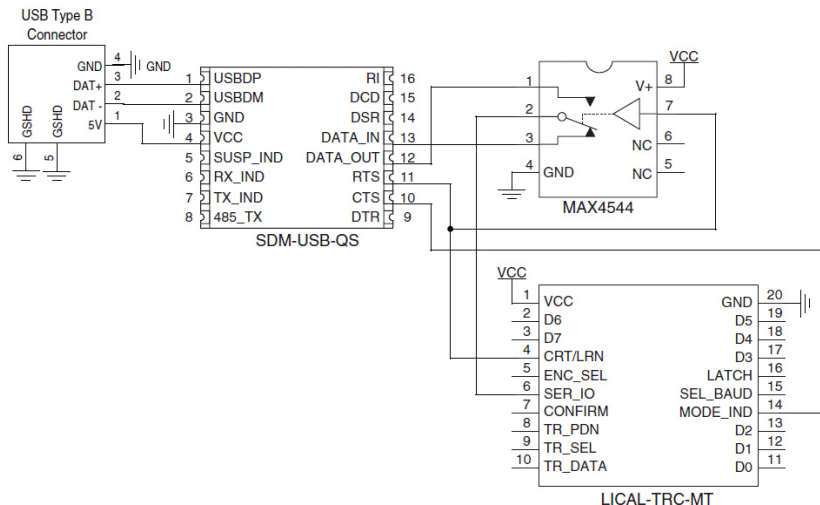 USB Type B
Connector
GND 4 GND
DAT+ 3
DAT - 2
5V 1
GSHD GSHD
6 5
1 USBDP RI 16
2 USBDM DCD 15
3 GND DSR 14
4 VCC DATA_IN 13
5 SUSP_IND DATA_OUT 12
6 RX_IND RTS 11
7 TX_IND CTS 10
8 485_TX DTR 9
SDM-USB-QS
VCC
1 V+ 8
2 7
3 NC 6
4 GND NC 5
MAX4544
VCC
1 VCC GND 20
2 D6 D5 19
3 D7 D4 18
4 CRT/LRN D3 17
5 ENC_SEL LATCH 16
6 SER_IO SEL_BAUD 15
7 CONFIRM MODE_IND 14
8 TR_PDN D2 13
9 TR_SEL D1 12
10 TR_DATA D0 11
LICAL-TRC-MT